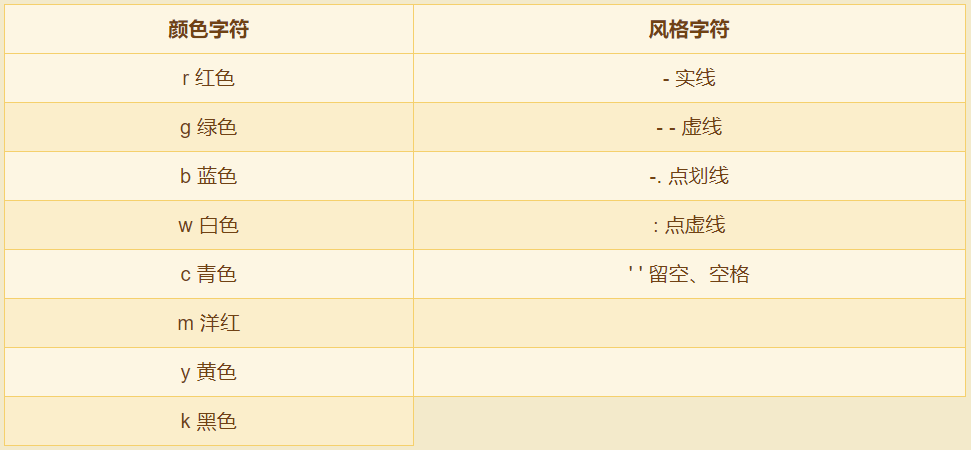 颜色字符 风格字符
r 红色 - 实线
g 绿色 - - 虚线
b 蓝色 -. 点划线
w 白色 : 点虚线
c 青色 ' ' 留空、空格
m 洋红
y 黄色
k 黑色